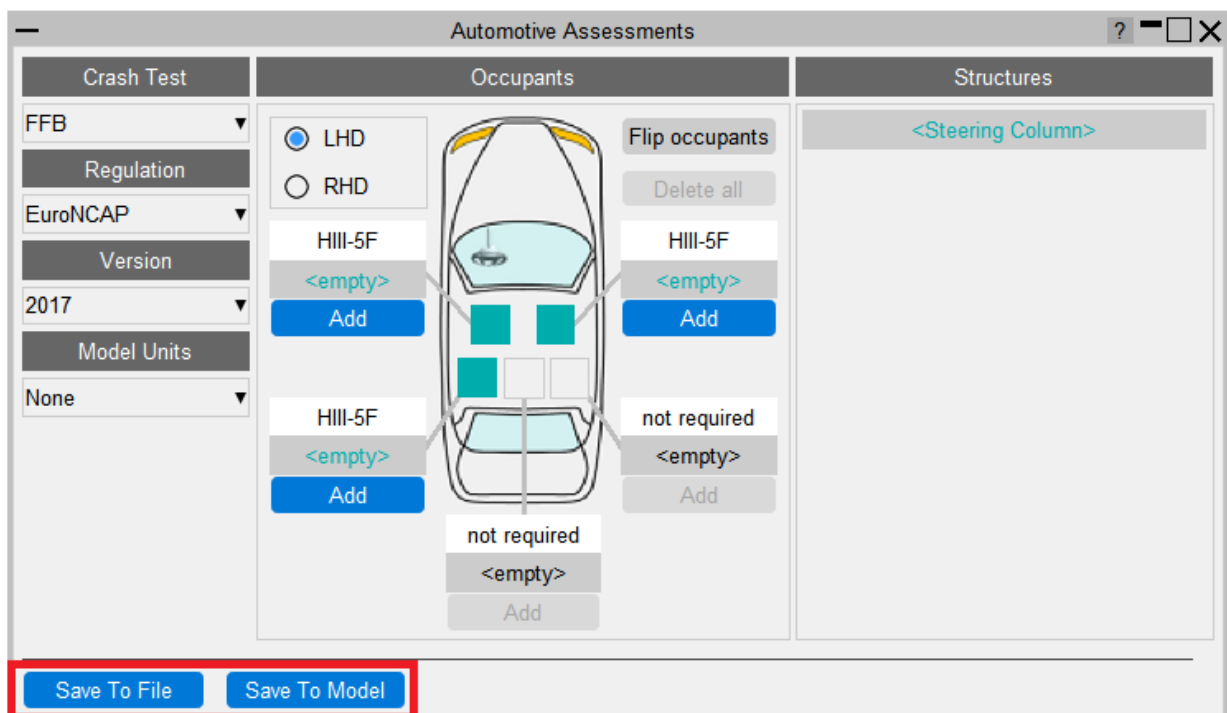 Automotive Assessments
?
Crash Test
Occupants
Structures
FFB
LHD
RHD
Flip occupants
Delete all
<Steering Column>
Regulation
EuroNCAP
Version
2017
Model Units
None
HIII-5F
<empty>
Add
HIII-5F
<empty>
Add
HIII-5F
<empty>
Add
not required
<empty>
Add
not required
<empty>
Add
Save To File
Save To Model